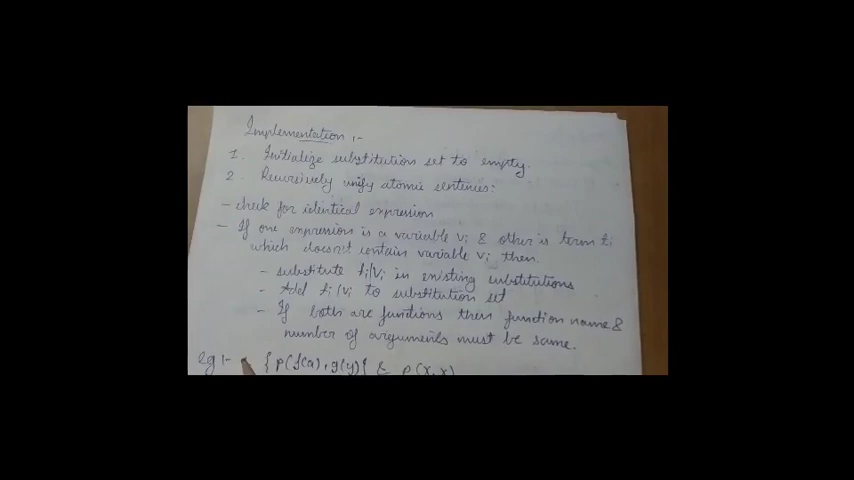 Implementation :-
1. Initialize substitution set to empty.
2. Recursively unify atomic sentences:
- check for identical expression
- If one expression is a variable vi & other is term ti
which doesn't contain variable vi then.
- substitute ti/vi in existing substitutions
- Add ti/vi to substitution set
- If both are functions then function name &
number of arguments must be same.
eg :- { p(f(a), g(y)} & p(x, x)